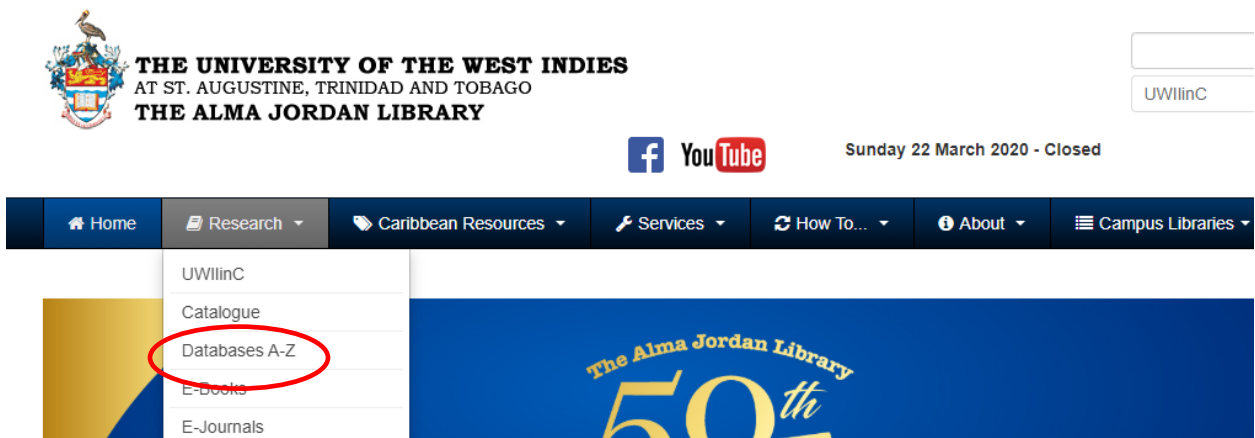 THE UNIVERSITY OF THE WEST INDIES
AT ST. AUGUSTINE, TRINIDAD AND TOBAGO
THE ALMA JORDAN LIBRARY
UWIlinC
f YouTube Sunday 22 March 2020 - Closed
Home Research Caribbean Resources Services How To... About Campus Libraries
UWIlinC
Catalogue
Databases A-Z
E-Books
E-Journals
The Alma Jordan Library
50th